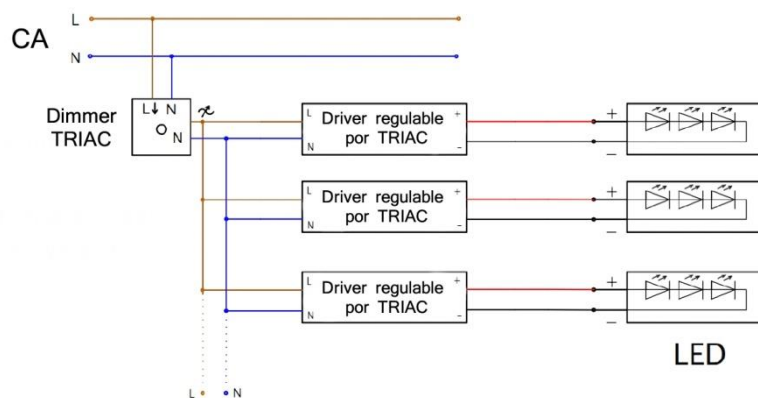 L
CA
N
L N
Dimmer
TRIAC
N
L
Driver regulable
por TRIAC
N
+
-
+
-
L
Driver regulable
por TRIAC
N
+
-
+
-
L
Driver regulable
por TRIAC
N
+
-
+
-
LED
L
N